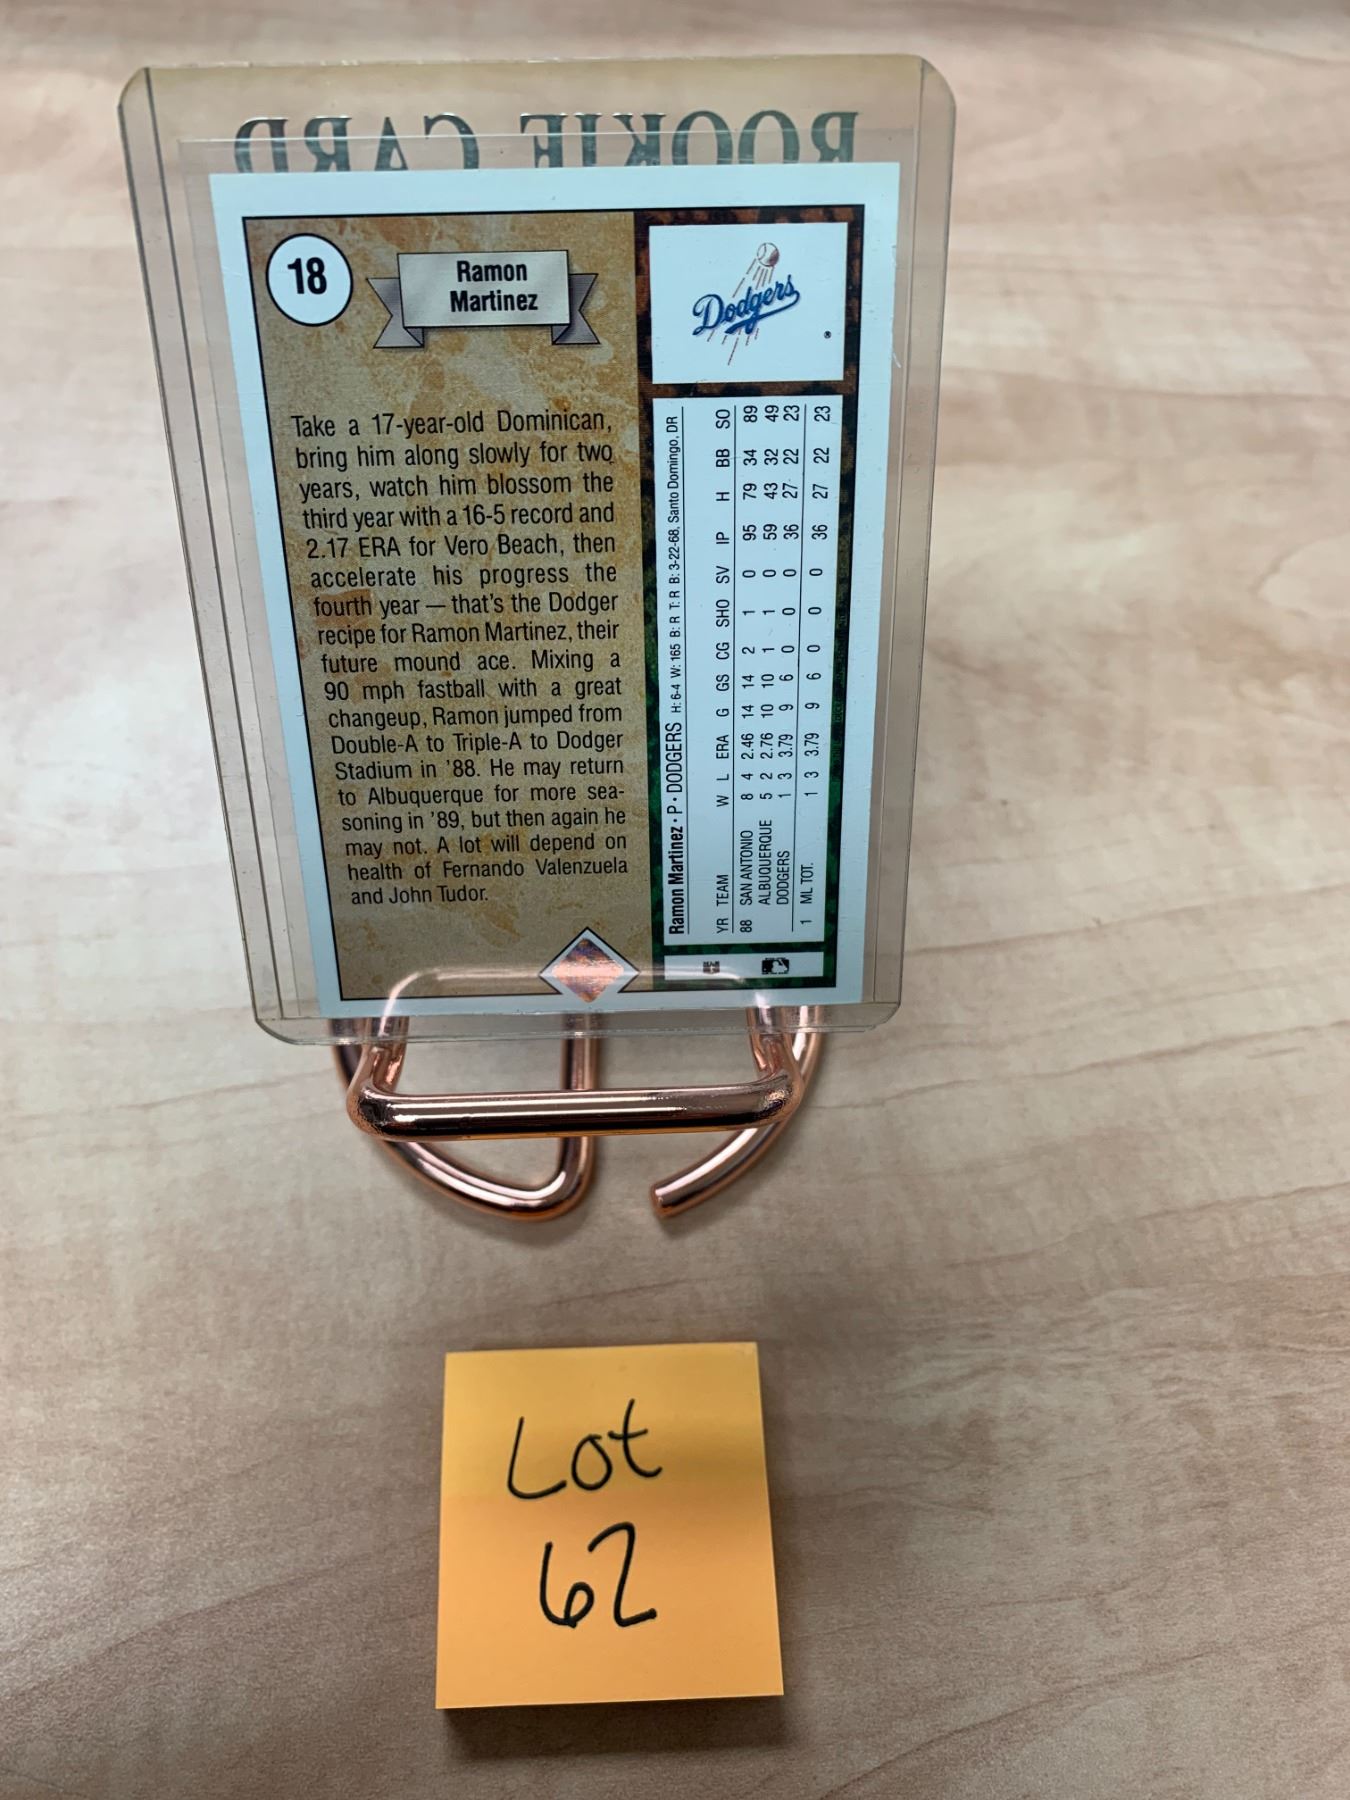 ROOKIE CARD
18
Ramon
Martinez
Take a 17-year-old Dominican,
bring him along slowly for two
years, watch him blossom the
third year with a 16-5 record and
2.17 ERA for Vero Beach, then
accelerate his progress the
fourth year — that's the Dodger
recipe for Ramon Martinez, their
future mound ace. Mixing a
90 mph fastball with a great
changeup, Ramon jumped from
Double-A to Triple-A to Dodger
Stadium in '88. He may return
to Albuquerque for more sea-
soning in '89, but then again he
may not. A lot will depend on
health of Fernando Valenzuela
and John Tudor.
Dodgers
®
Ramon Martinez • P • DODGERS H: 6-4 W: 165 B: R T: R B: 3-22-68, Santo Domingo, DR
YR TEAM W L ERA G GS CG SHO SV IP H BB SO
88 SAN ANTONIO 8 4 2.46 14 14 2 1 0 95 79 34 89
ALBUQUERQUE 5 2 2.76 10 10 1 1 0 59 43 32 49
DODGERS 1 3 3.79 9 6 0 0 0 36 27 22 23
1 ML TOT. 1 3 3.79 9 6 0 0 0 36 27 22 23
Lot
62